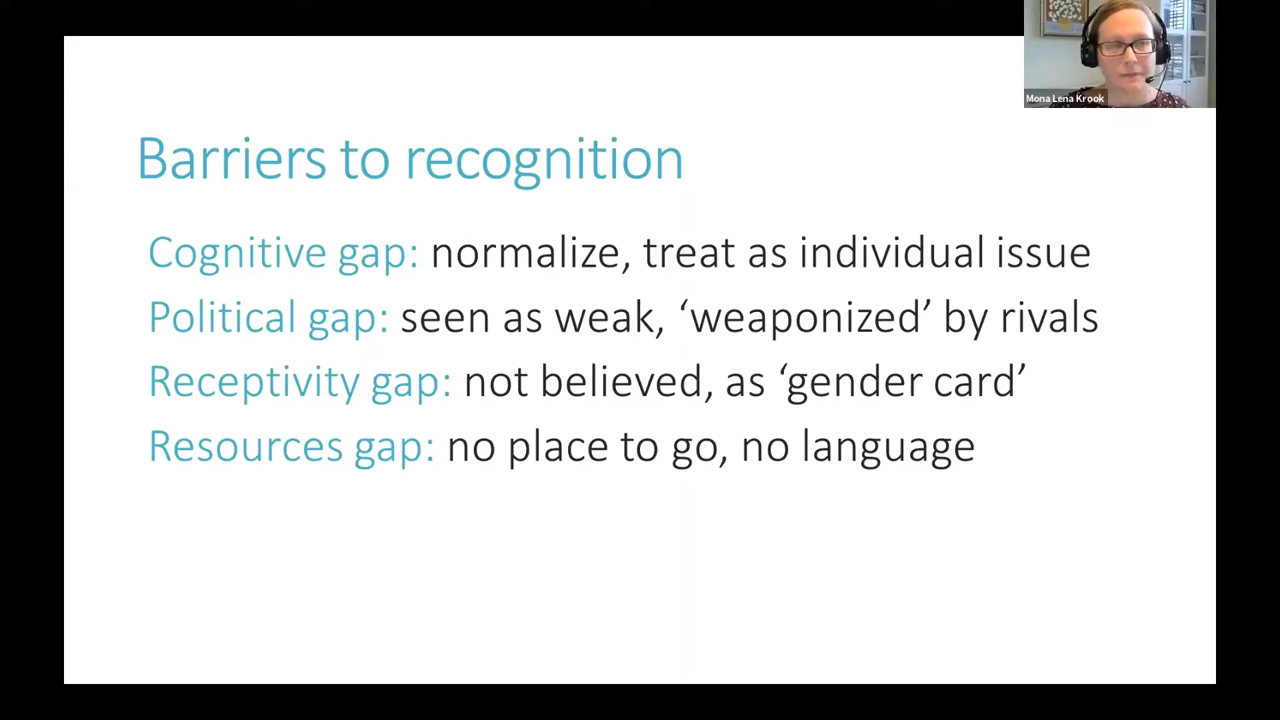 Mona Lena Krook
Barriers to recognition
Cognitive gap: normalize, treat as individual issue
Political gap: seen as weak, ‘weaponized’ by rivals
Receptivity gap: not believed, as ‘gender card’
Resources gap: no place to go, no language